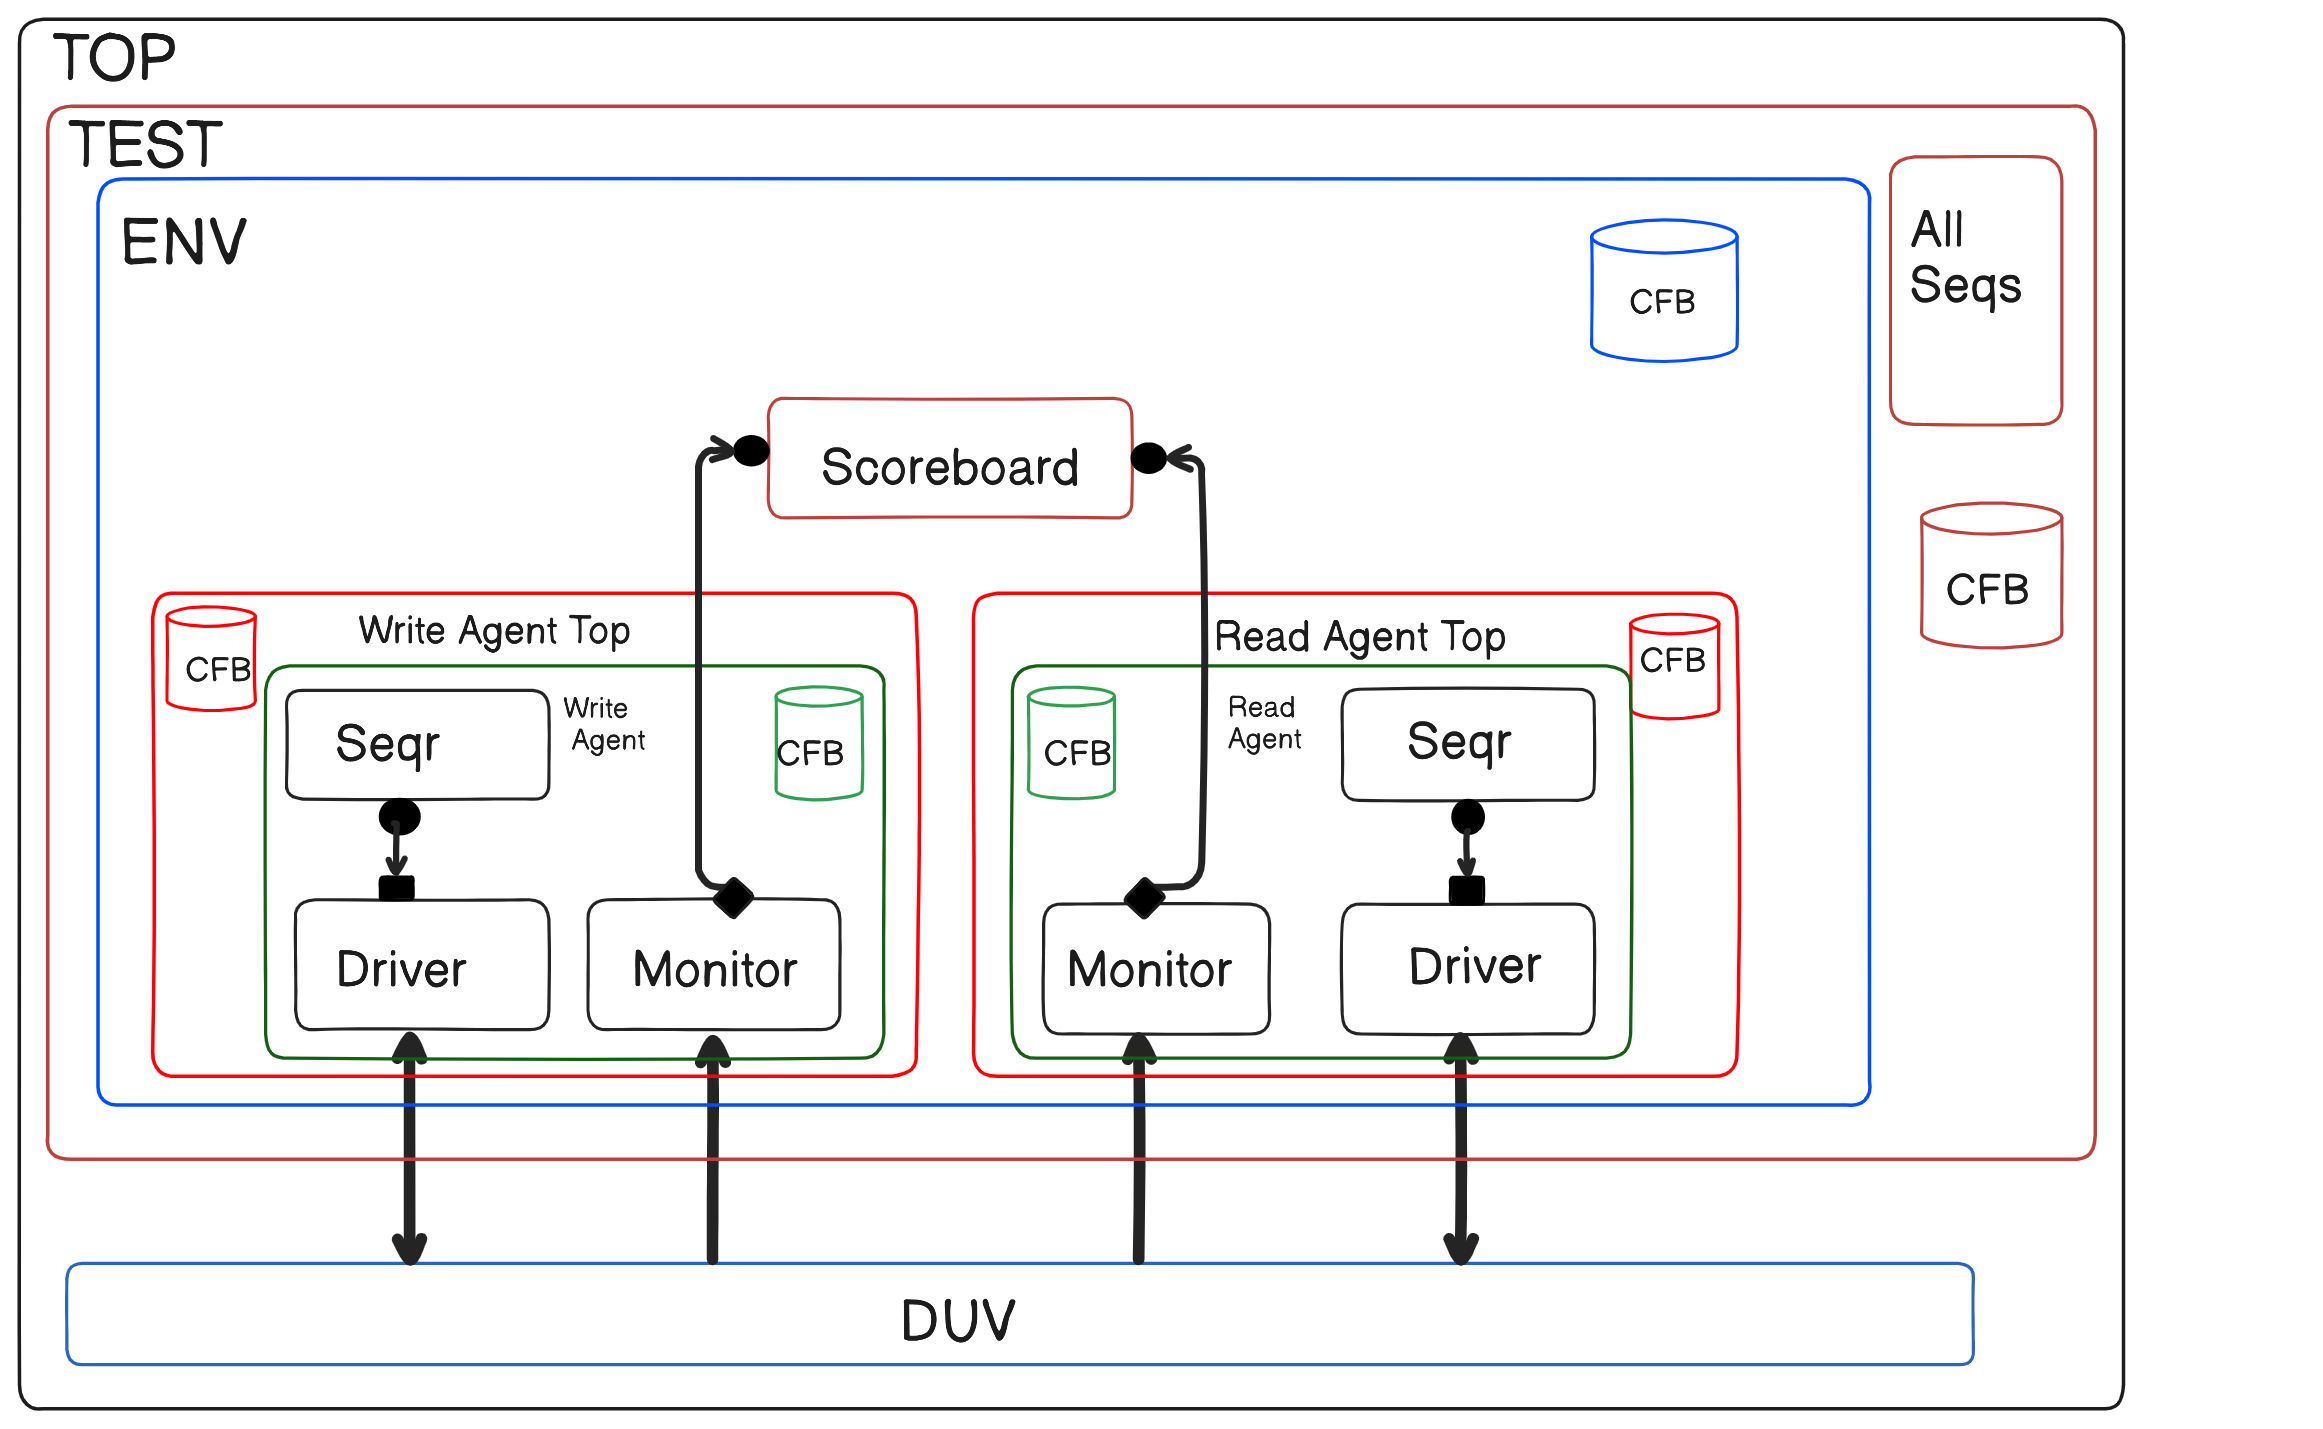 TOP
TEST
ENV
All
Seqs
CFB
Scoreboard
CFB
CFB
Write Agent Top
Read Agent Top
CFB
Seqr
Write
Agent
CFB
CFB
Read
Agent
Seqr
Driver
Monitor
Monitor
Driver
DUV